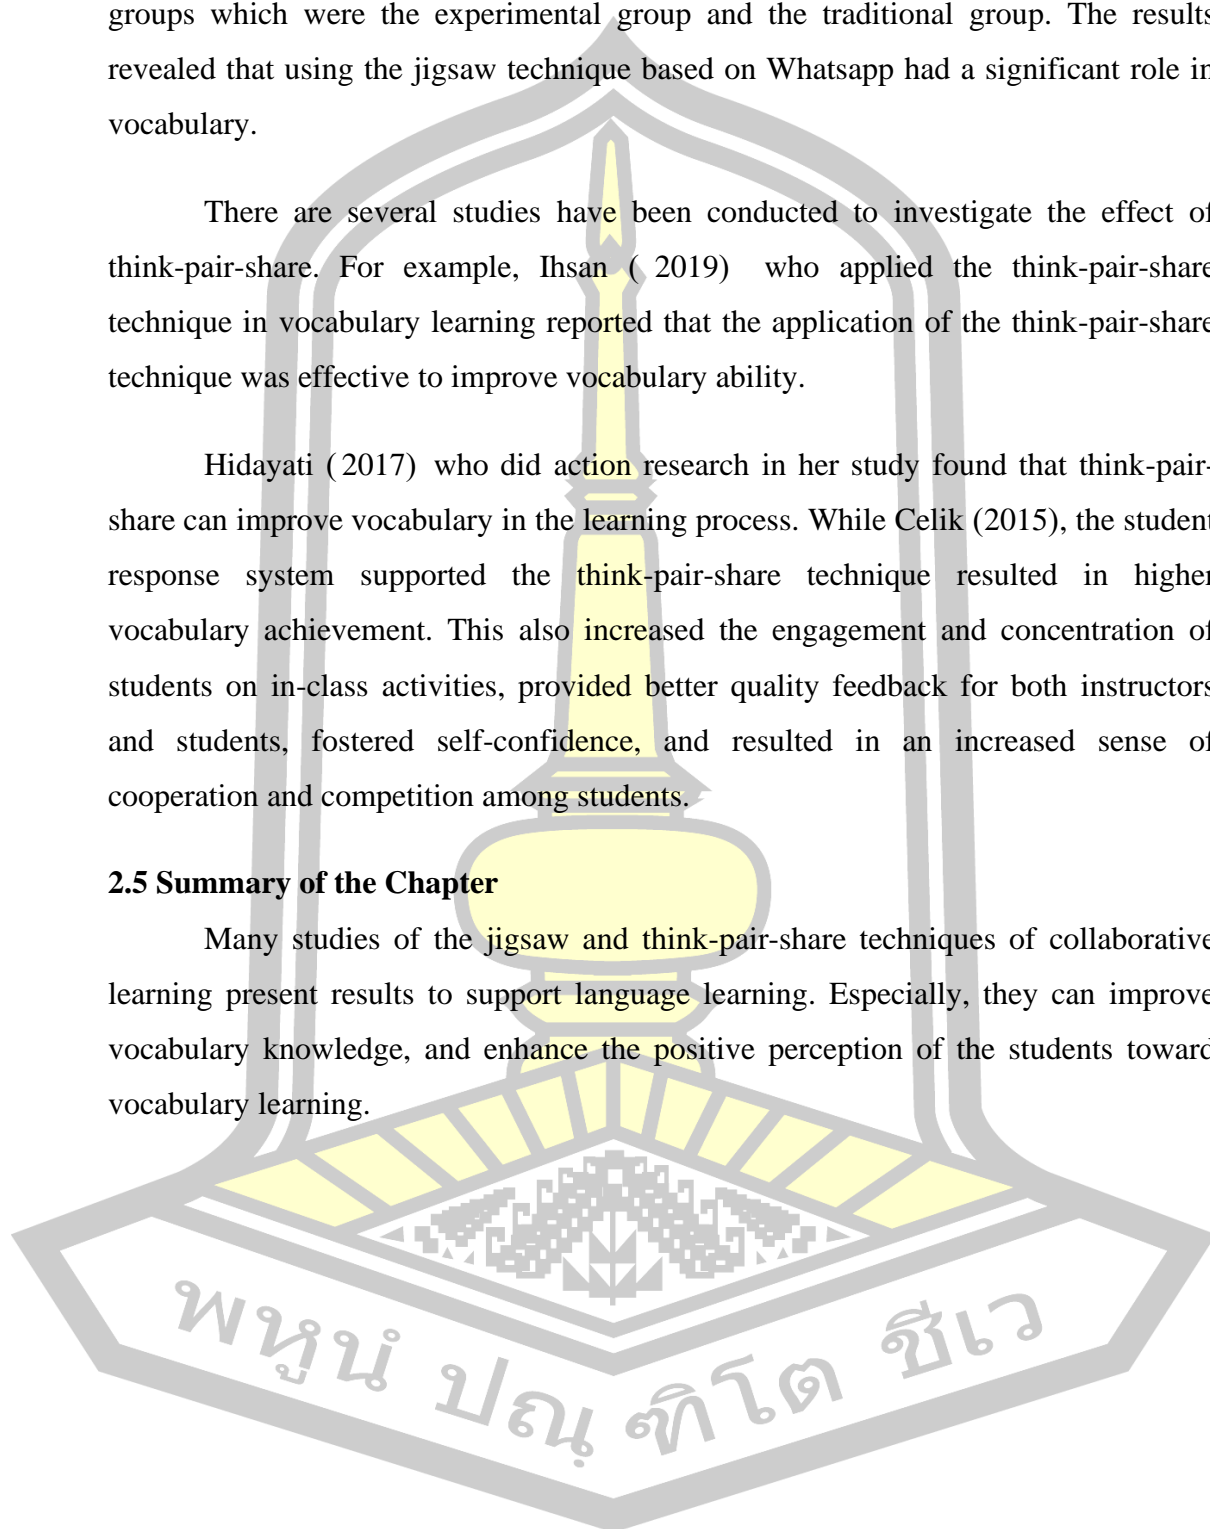 groups which were the experimental group and the traditional group. The results
revealed that using the jigsaw technique based on Whatsapp had a significant role in
vocabulary.
There are several studies have been conducted to investigate the effect of
think-pair-share. For example, Ihsan ( 2019) who applied the think-pair-share
technique in vocabulary learning reported that the application of the think-pair-share
technique was effective to improve vocabulary ability.
Hidayati (2017) who did action research in her study found that think-pair-
share can improve vocabulary in the learning process. While Celik (2015), the student
response system supported the think-pair-share technique resulted in higher
vocabulary achievement. This also increased the engagement and concentration of
students on in-class activities, provided better quality feedback for both instructors
and students, fostered self-confidence, and resulted in an increased sense of
cooperation and competition among students.
2.5 Summary of the Chapter
Many studies of the jigsaw and think-pair-share techniques of collaborative
learning present results to support language learning. Especially, they can improve
vocabulary knowledge, and enhance the positive perception of the students toward
vocabulary learning.
พหูนํ ปณฺฑิโต ชีเว